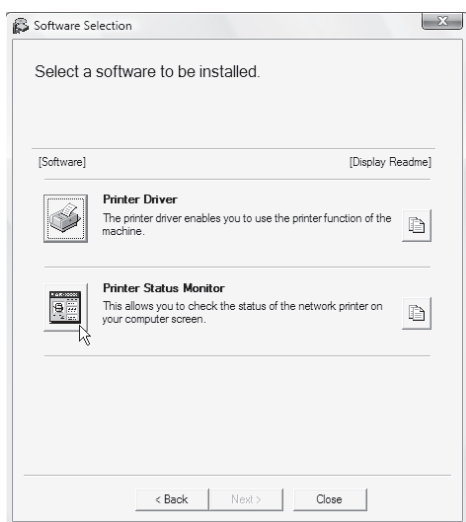 Software Selection
Select a software to be installed.
[Software] [Display Readme]
Printer Driver
The printer driver enables you to use the printer function of the
machine.
Printer Status Monitor
This allows you to check the status of the network printer on
your computer screen.
< Back Next > Close